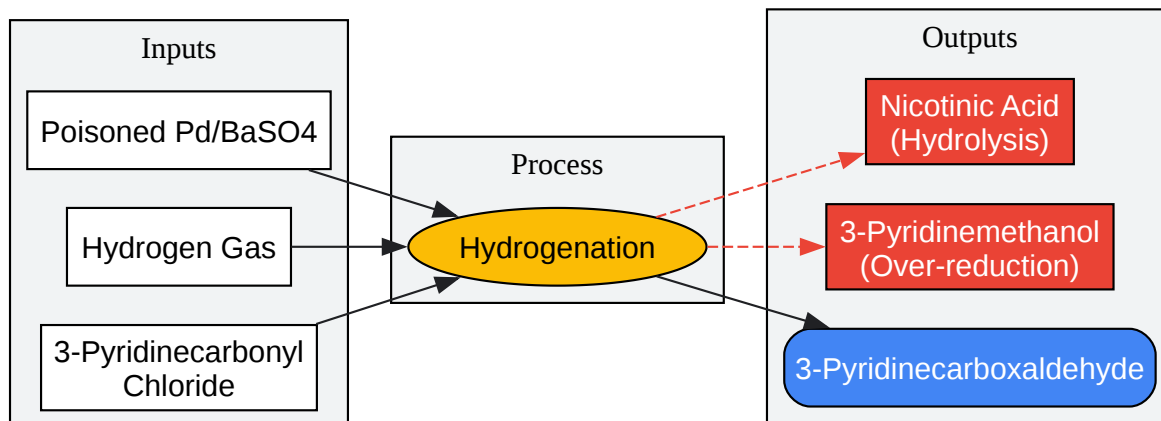 Inputs
Poisoned Pd/BaSO4
Hydrogen Gas
3-Pyridinecarbonyl
Chloride
Process
Hydrogenation
Outputs
Nicotinic Acid
(Hydrolysis)
3-Pyridinemethanol
(Over-reduction)
3-Pyridinecarboxaldehyde